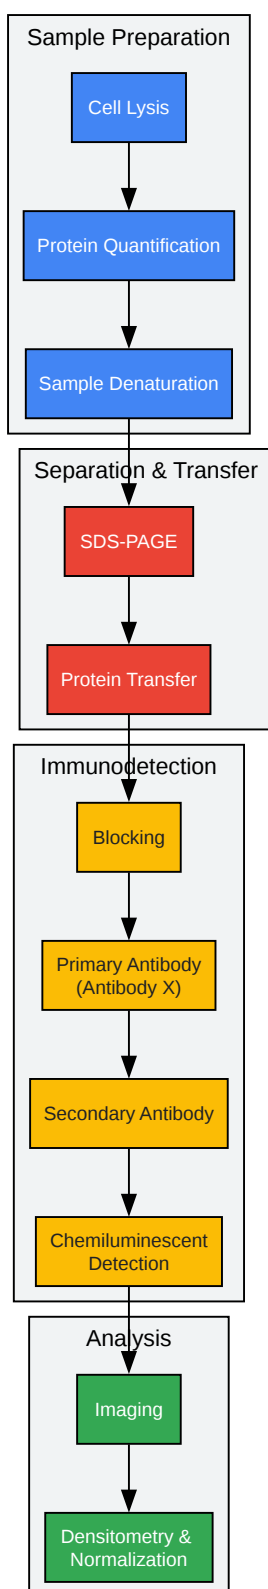 Sample Preparation
Cell Lysis
Protein Quantification
Sample Denaturation
Separation & Transfer
SDS-PAGE
Protein Transfer
Immunodetection
Blocking
Primary Antibody
(Antibody X)
Secondary Antibody
Chemiluminescent
Detection
Analysis
Imaging
Densitometry &
Normalization